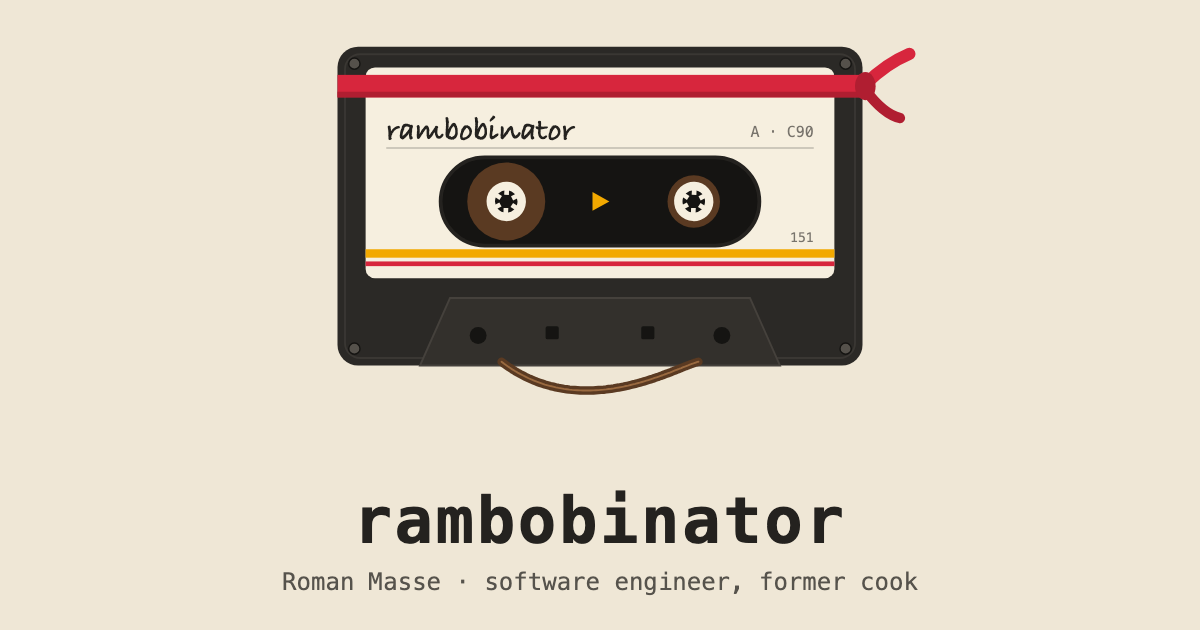 rambobinator
A · C90
151
rambobinator
Roman Masse · software engineer, former cook